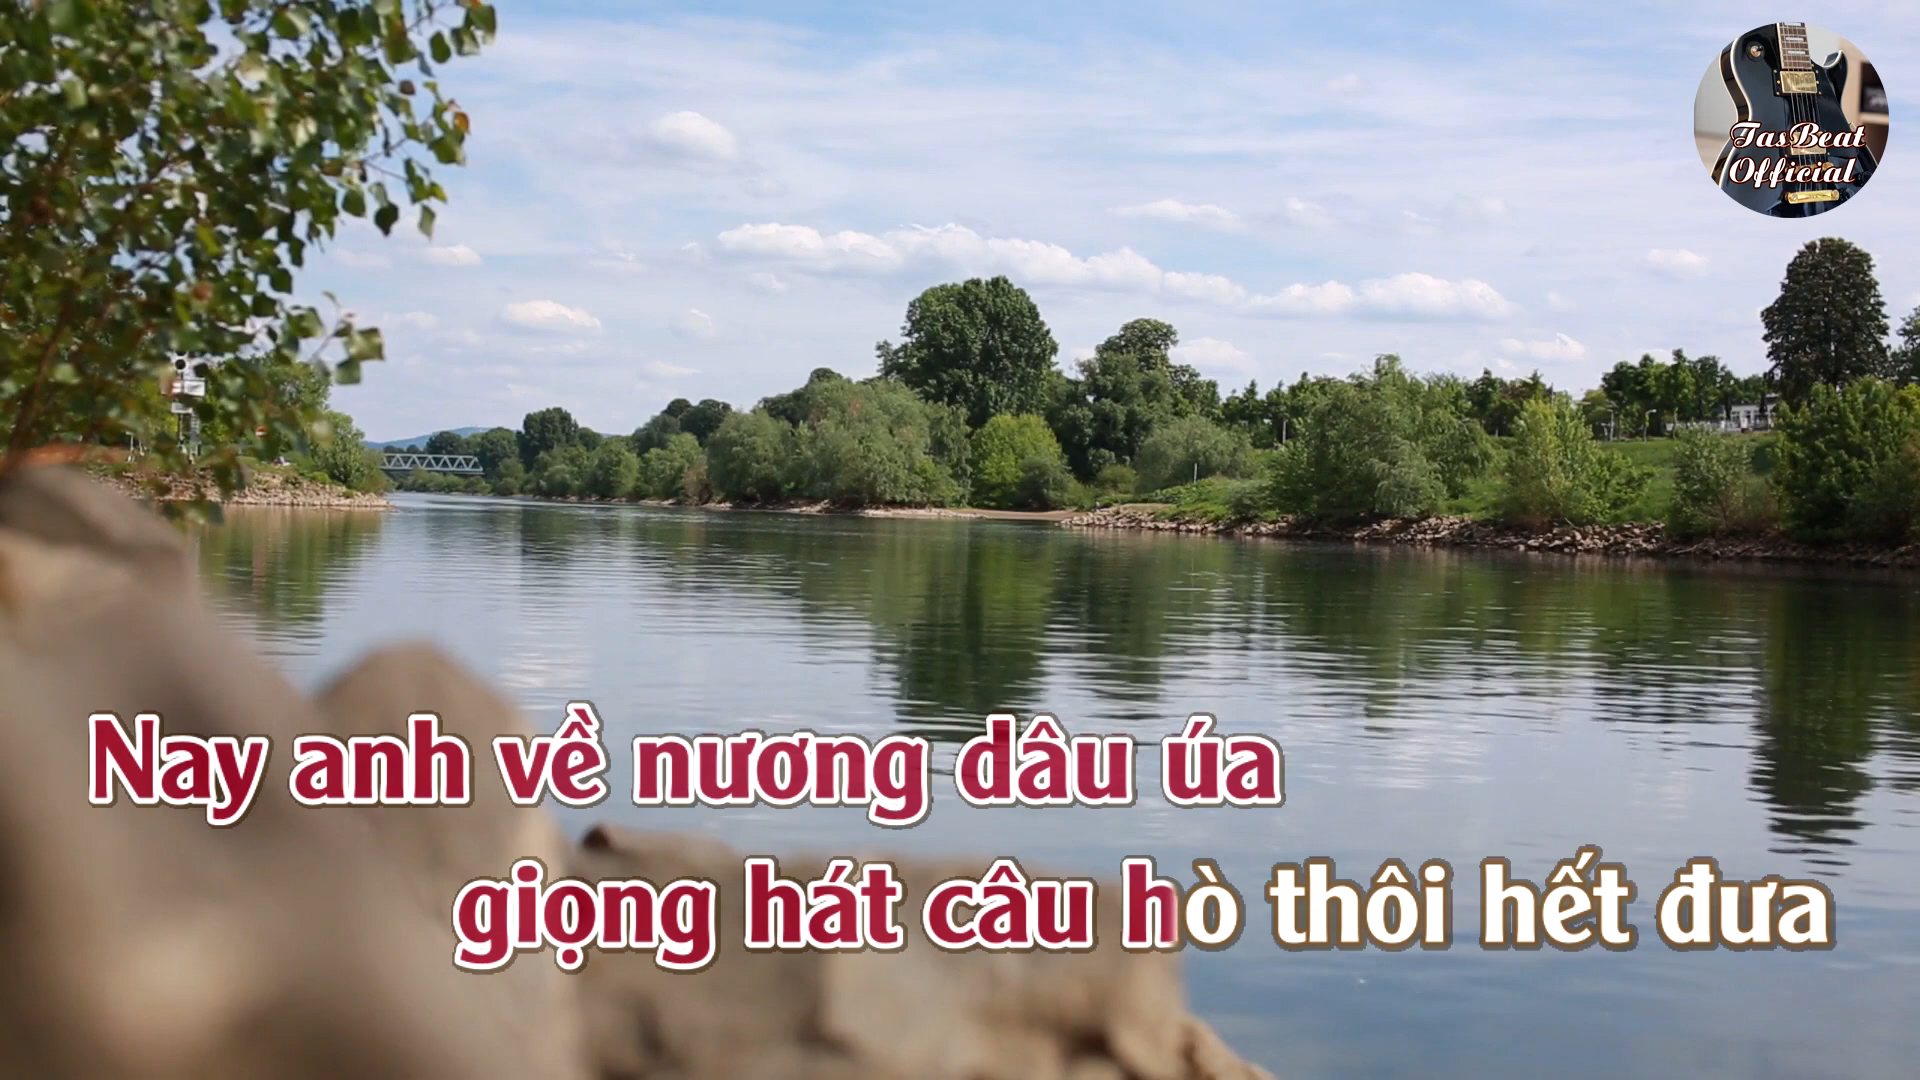 TasBeat
Official
Nay anh về nương dâu úa
giọng hát câu hò thôi hết đưa